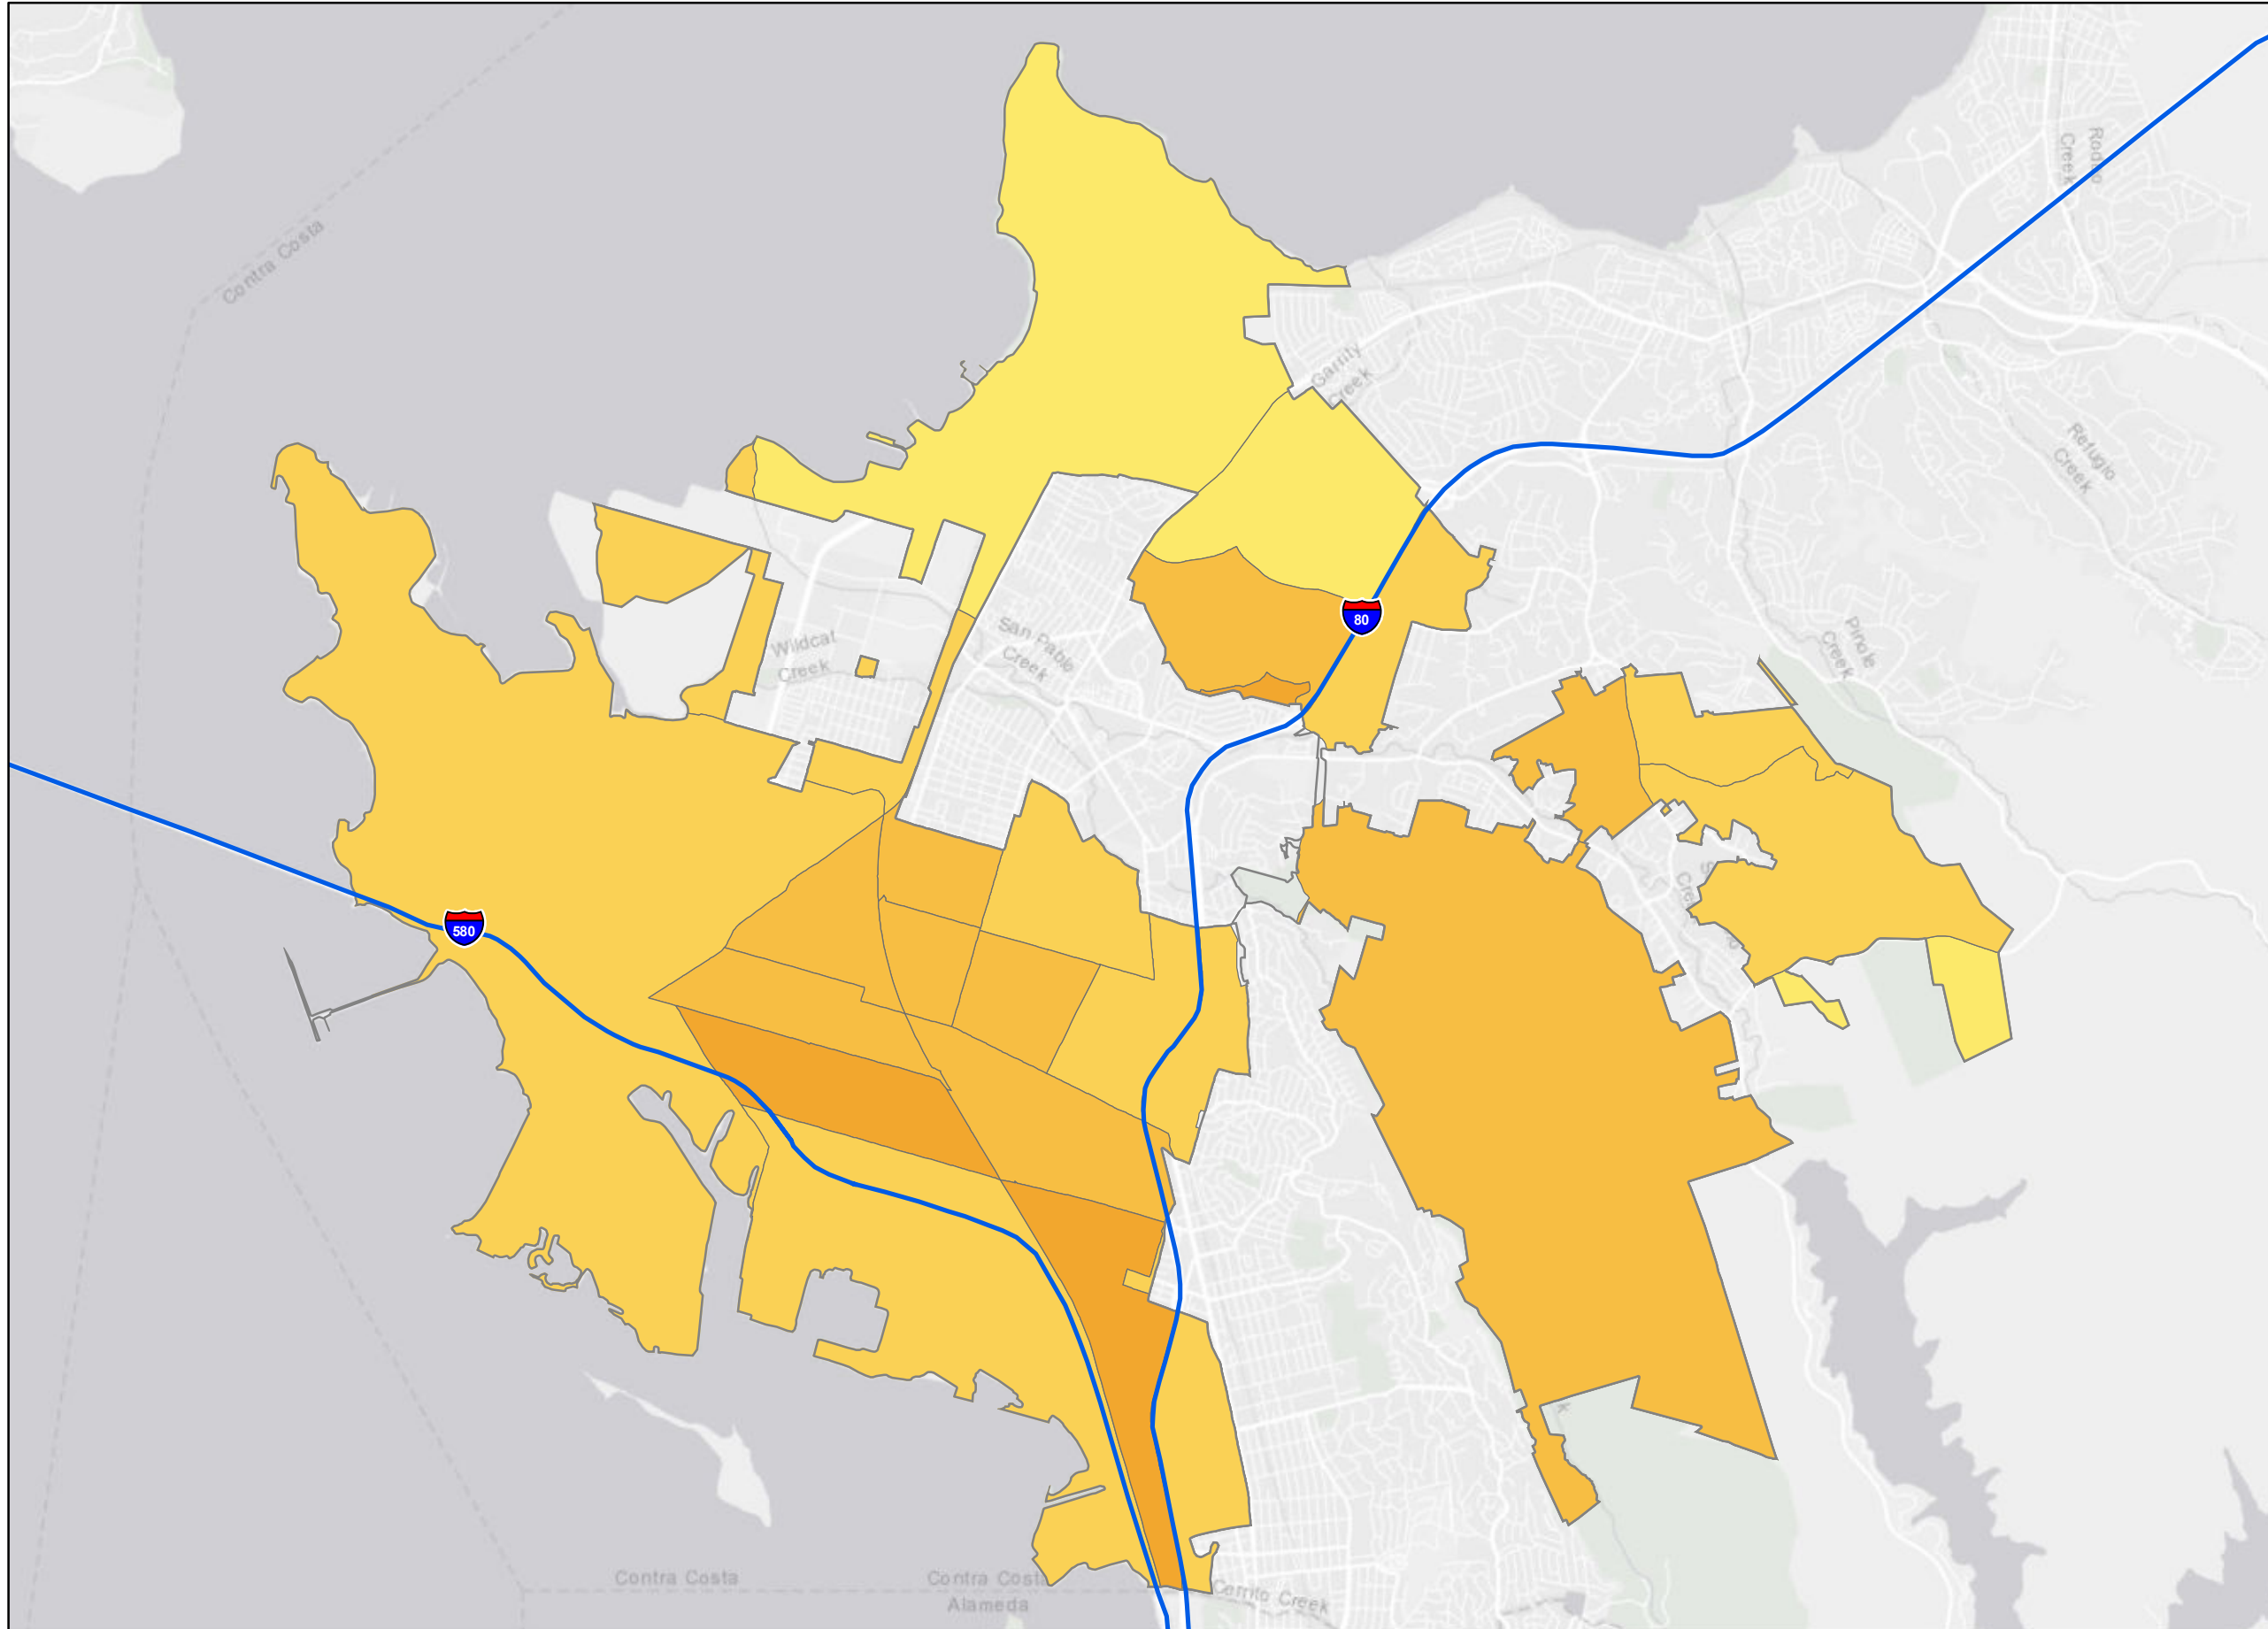 Rodeo
Creek
Contra Costa
Garrity
Creek
Refugio
Creek
80
Wildcat
Creek
San Pablo
Creek
Pinole
Creek
580
Contra Costa
Contra Costa
Alameda
Cerrito Creek